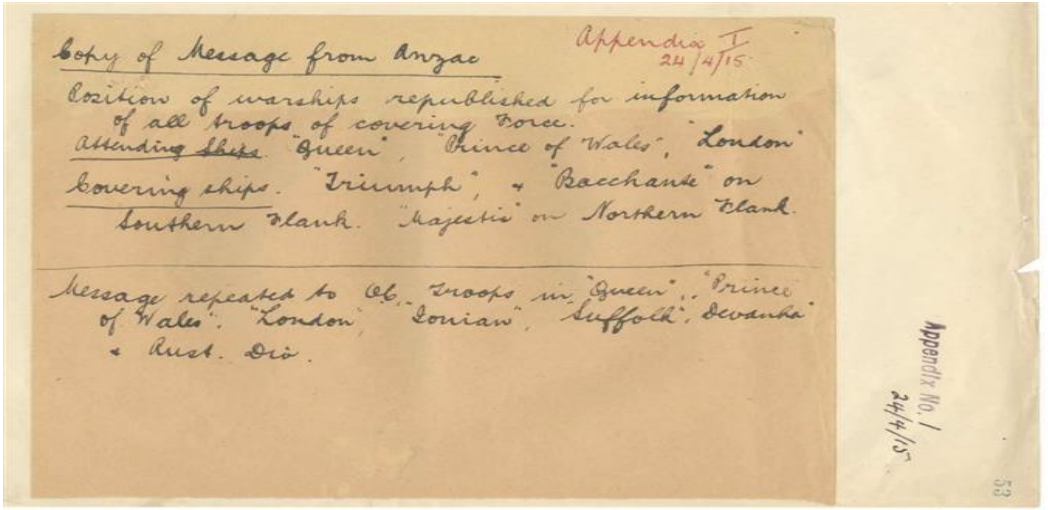 Appendix I
24/4/15
Copy of Message from Anzac
Position of warships republished for information
of all troops of covering Force.
Attending Ships. "Queen", "Prince of Wales", "London"
Covering ships. "Triumph", & "Bacchante" on
Southern Flank. "Majestic" on Northern Flank.
Message repeated to OC. Troops in "Queen", "Prince
of Wales", "London", "Ionian", "Suffolk", Devanha"
& Aust. Div.
Appendix No. 1
24/4/15
53